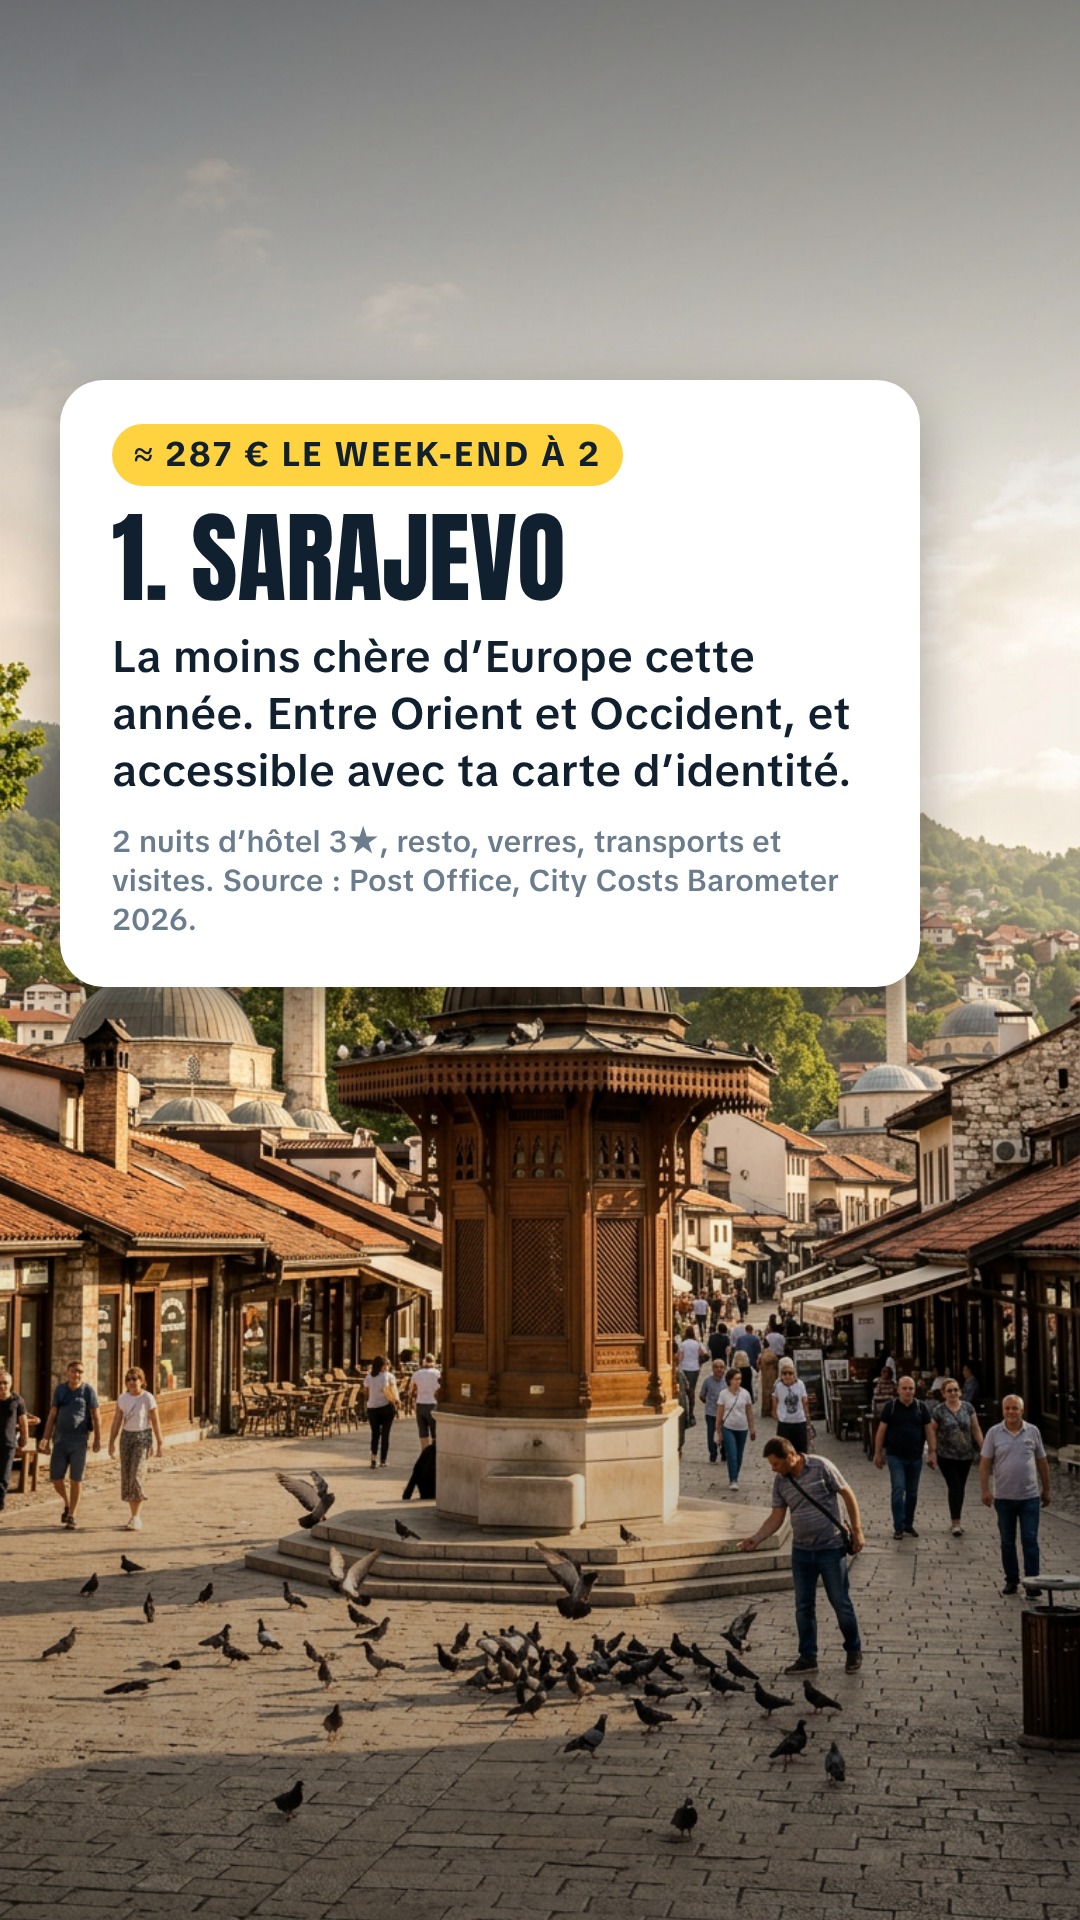 ≈ 287 € LE WEEK-END À 2
1. SARAJEVO
La moins chère d’Europe cette
année. Entre Orient et Occident, et
accessible avec ta carte d’identité.
2 nuits d’hôtel 3★, resto, verres, transports et
visites. Source : Post Office, City Costs Barometer
2026.